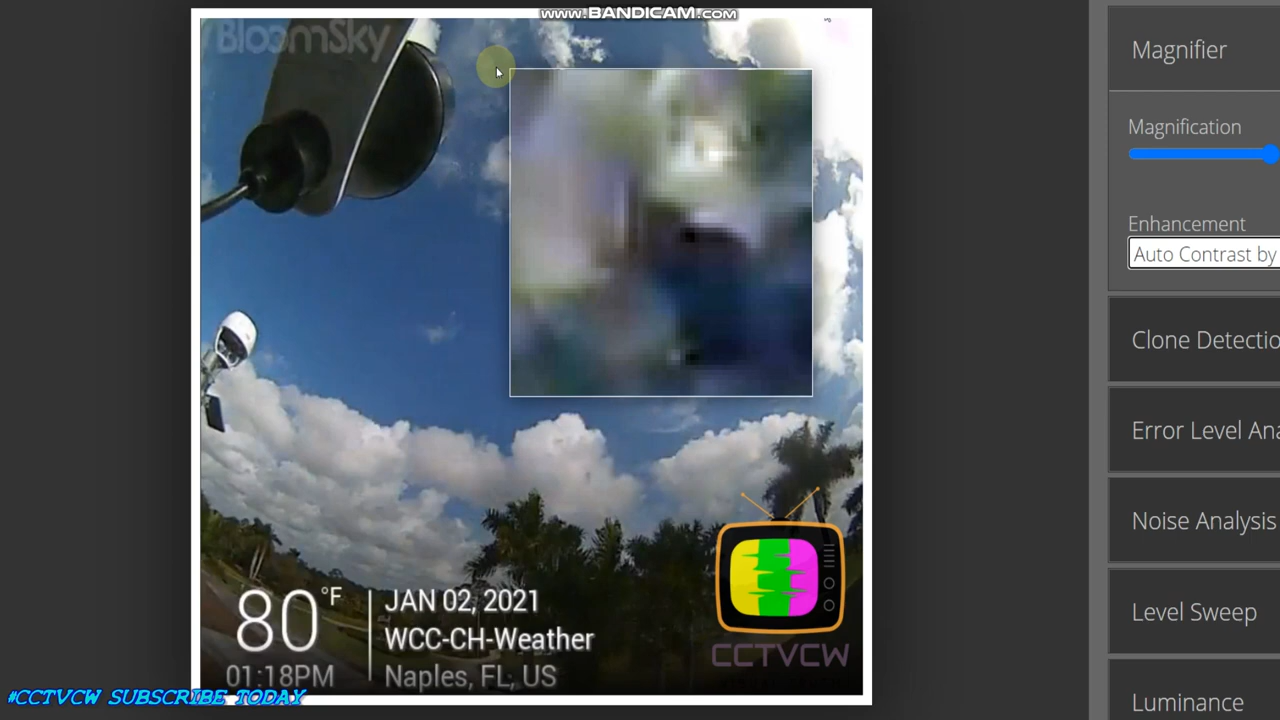 www.BANDICAM.com
BloomSky
Magnifier
Magnification
Enhancement
Auto Contrast by
Clone Detectio
Error Level Ana
Noise Analysis
Level Sweep
Luminance
80°F
01:18PM
JAN 02, 2021
WCC-CH-Weather
Naples, FL, US
CCTVCW
#CCTVCW SUBSCRIBE TODAY